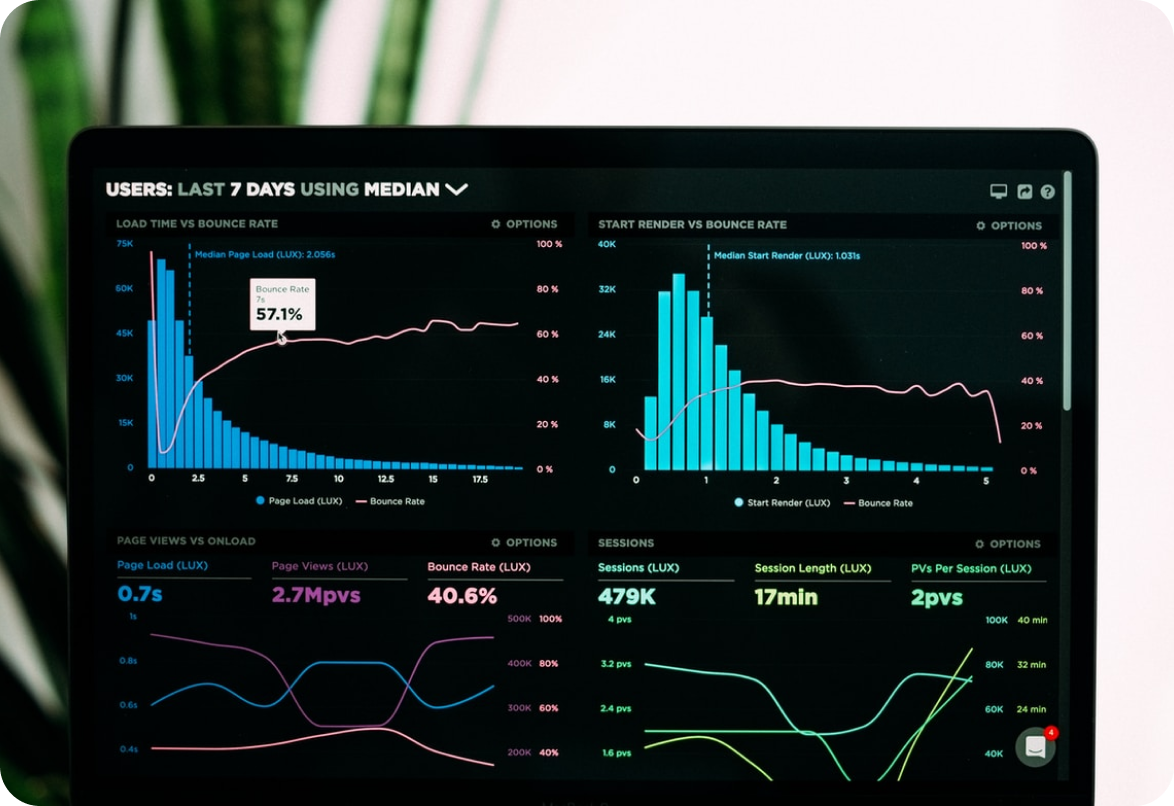 USERS: LAST 7 DAYS USING MEDIAN
LOAD TIME VS BOUNCE RATE
OPTIONS
75K
60K
45K
30K
15K
0
Median Page Load (LUX): 2.056s
Bounce Rate
7s
57.1%
100 %
80 %
60 %
40 %
20 %
0 %
0 2.5 5 7.5 10 12.5 15 17.5
Page Load (LUX) Bounce Rate
START RENDER VS BOUNCE RATE
OPTIONS
40K
32K
24K
16K
8K
0
Median Start Render (LUX): 1.031s
100 %
80 %
60 %
40 %
20 %
0 %
0 1 2 3 4 5
Start Render (LUX) Bounce Rate
PAGE VIEWS VS ONLOAD
OPTIONS
Page Load (LUX) Page Views (LUX) Bounce Rate (LUX)
0.7s 2.7Mpvs 40.6%
1s 500K 100%
0.8s 400K 80%
0.6s 300K 60%
0.4s 200K 40%
SESSIONS
OPTIONS
Sessions (LUX) Session Length (LUX) PVs Per Session (LUX)
479K 17min 2pvs
4 pvs 100K 40 min
3.2 pvs 80K 32 min
2.4 pvs 60K 24 min
1.6 pvs 40K
4